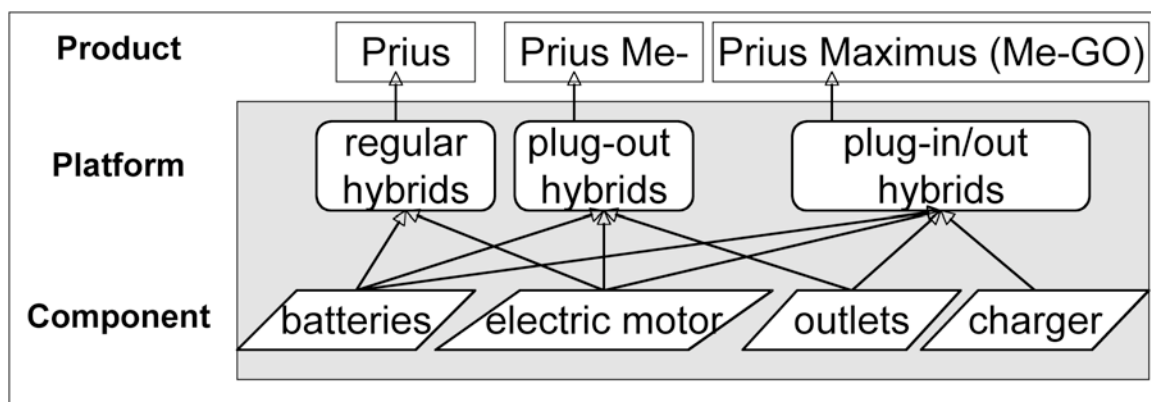 Product
Prius
Prius Me-
Prius Maximus (Me-GO)
Platform
regular
hybrids
plug-out
hybrids
plug-in/out
hybrids
Component
batteries
electric motor
outlets
charger